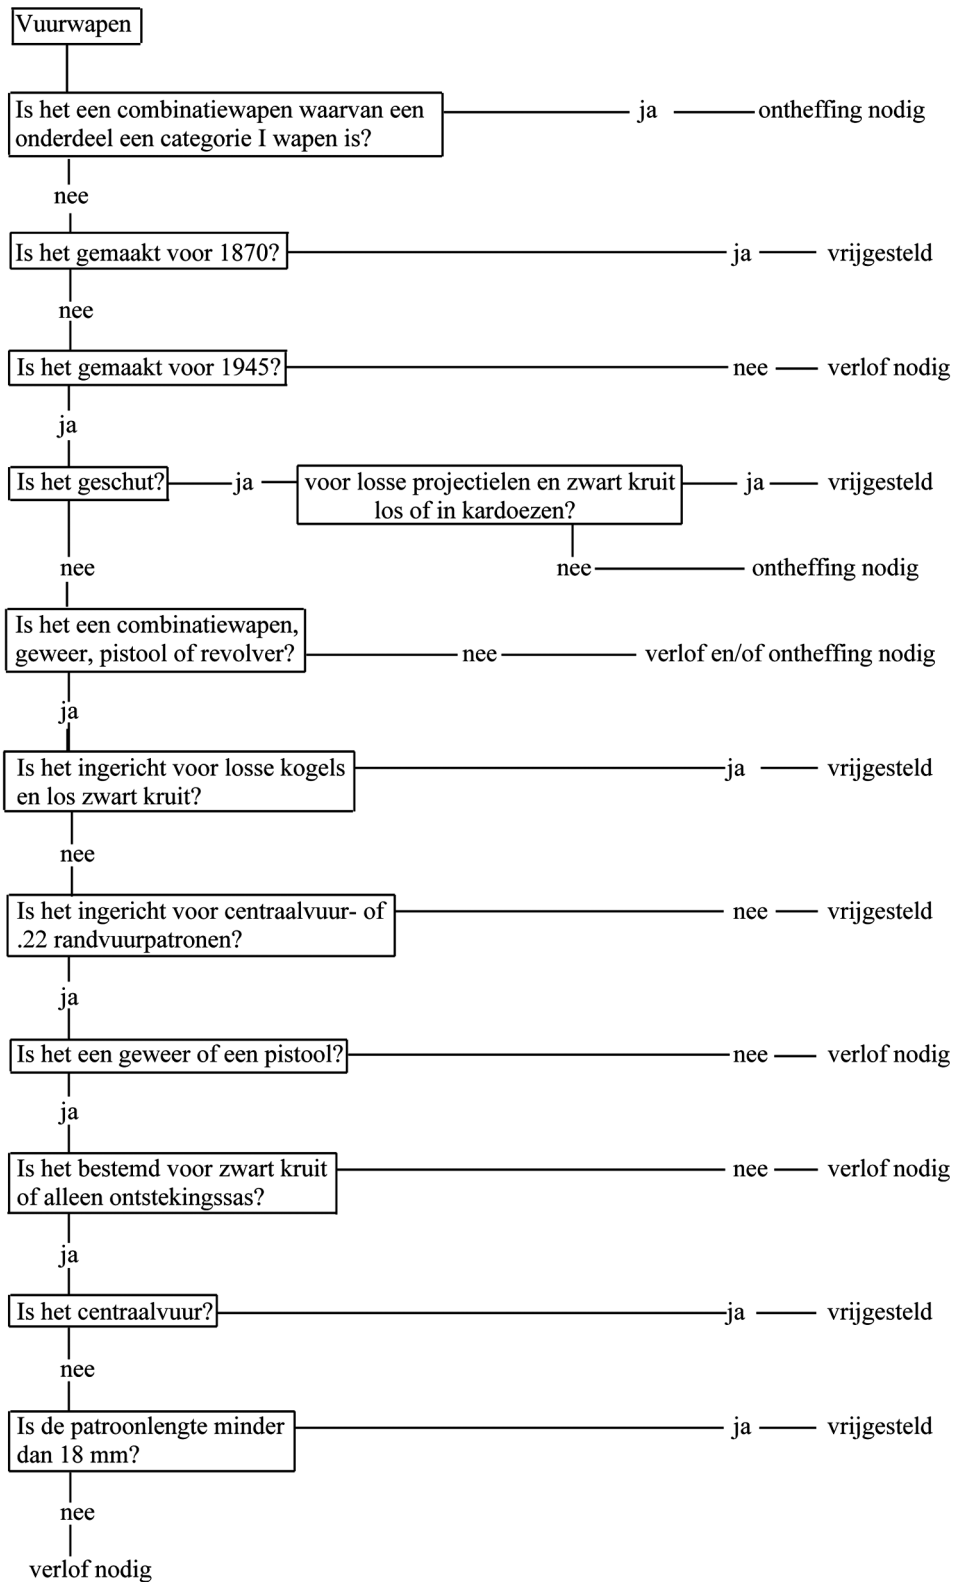 Vuurwapen
Is het een combinatiewapen waarvan een
onderdeel een categorie I wapen is?
ja
ontheffing nodig
nee
Is het gemaakt voor 1870?
ja
vrijgesteld
nee
Is het gemaakt voor 1945?
nee
verlof nodig
ja
Is het geschut?
ja
voor losse projectielen en zwart kruit
los of in kardoezen?
ja
vrijgesteld
nee
ontheffing nodig
nee
Is het een combinatiewapen,
geweer, pistool of revolver?
nee
verlof en/of ontheffing nodig
ja
Is het ingericht voor losse kogels
en los zwart kruit?
ja
vrijgesteld
nee
Is het ingericht voor centraalvuur- of
.22 randvuurpatronen?
nee
vrijgesteld
ja
Is het een geweer of een pistool?
nee
verlof nodig
ja
Is het bestemd voor zwart kruit
of alleen ontstekingssas?
nee
verlof nodig
ja
Is het centraalvuur?
ja
vrijgesteld
nee
Is de patroonlengte minder
dan 18 mm?
ja
vrijgesteld
nee
verlof nodig